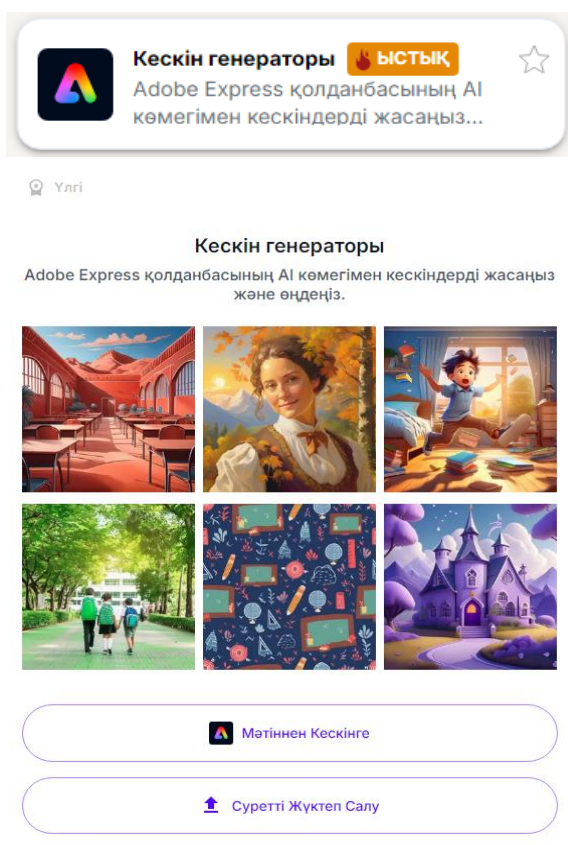 Кескін генераторы ЫСТЫҚ
Adobe Express қолданбасының AI
көмегімен кескіндерді жасаңыз...
Үлгі
Кескін генераторы
Adobe Express қолданбасының AI көмегімен кескіндерді жасаңыз
және өңдеңіз.
Мәтіннен Кескінге
Суретті Жүктеп Салу